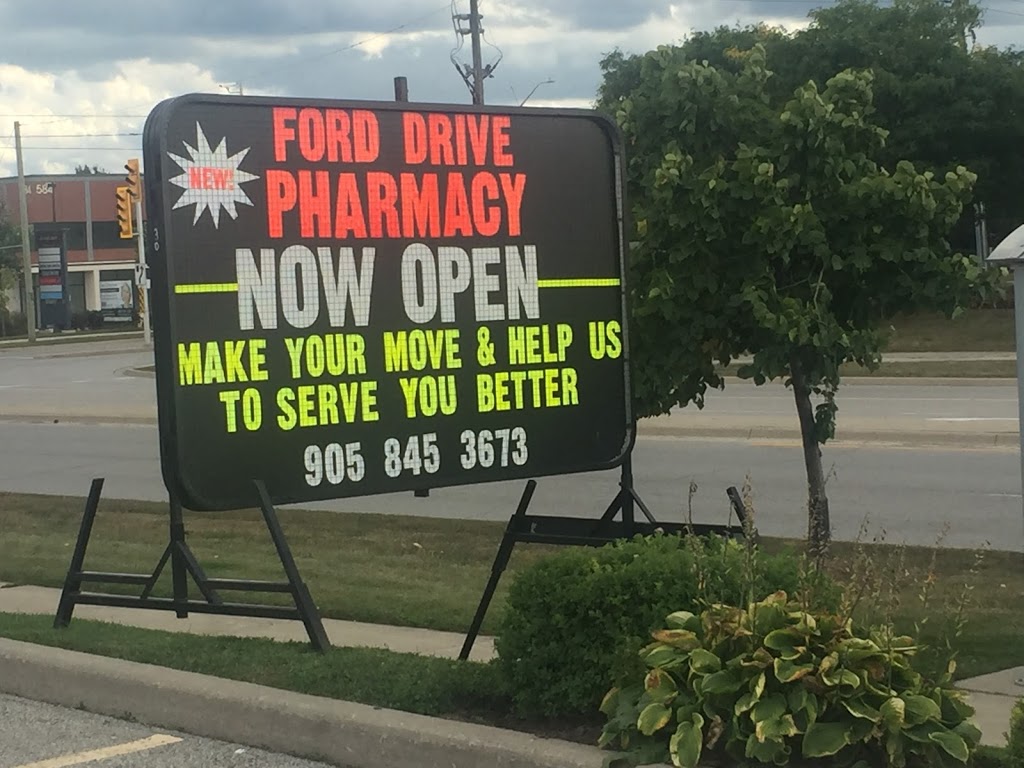 FORD DRIVE
NEW!
PHARMACY
NOW OPEN
MAKE YOUR MOVE & HELP US
TO SERVE YOU BETTER
905 845 3673